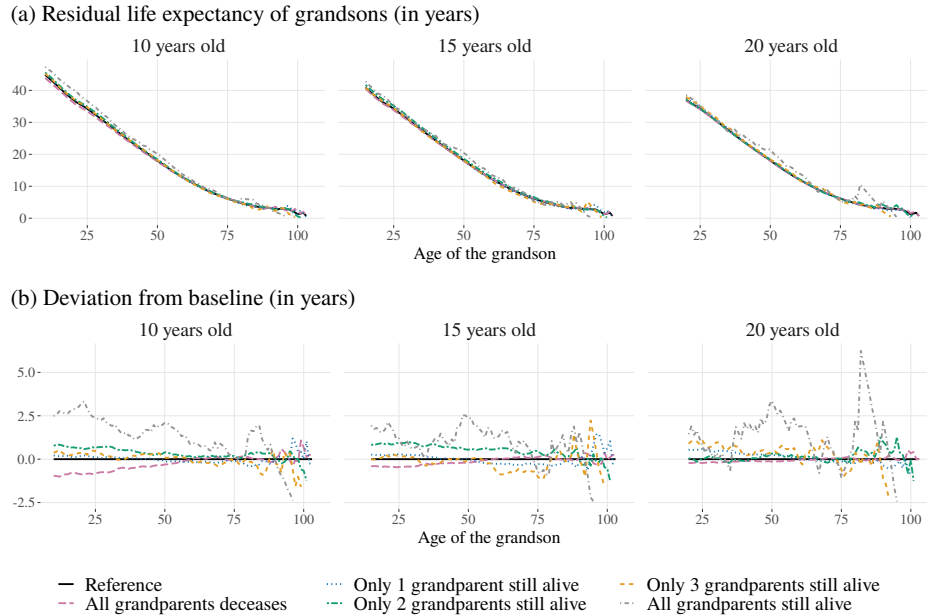 (a) Residual life expectancy of grandsons (in years)
10 years old 15 years old 20 years old
40
30
20
10
0
25 50 75 100 25 50 75 100 25 50 75 100
Age of the grandson
(b) Deviation from baseline (in years)
10 years old 15 years old 20 years old
5.0
2.5
0.0
-2.5
25 50 75 100 25 50 75 100 25 50 75 100
Age of the grandson
Reference Only 1 grandparent still alive Only 3 grandparents still alive
All grandparents deceases Only 2 grandparents still alive All grandparents still alive